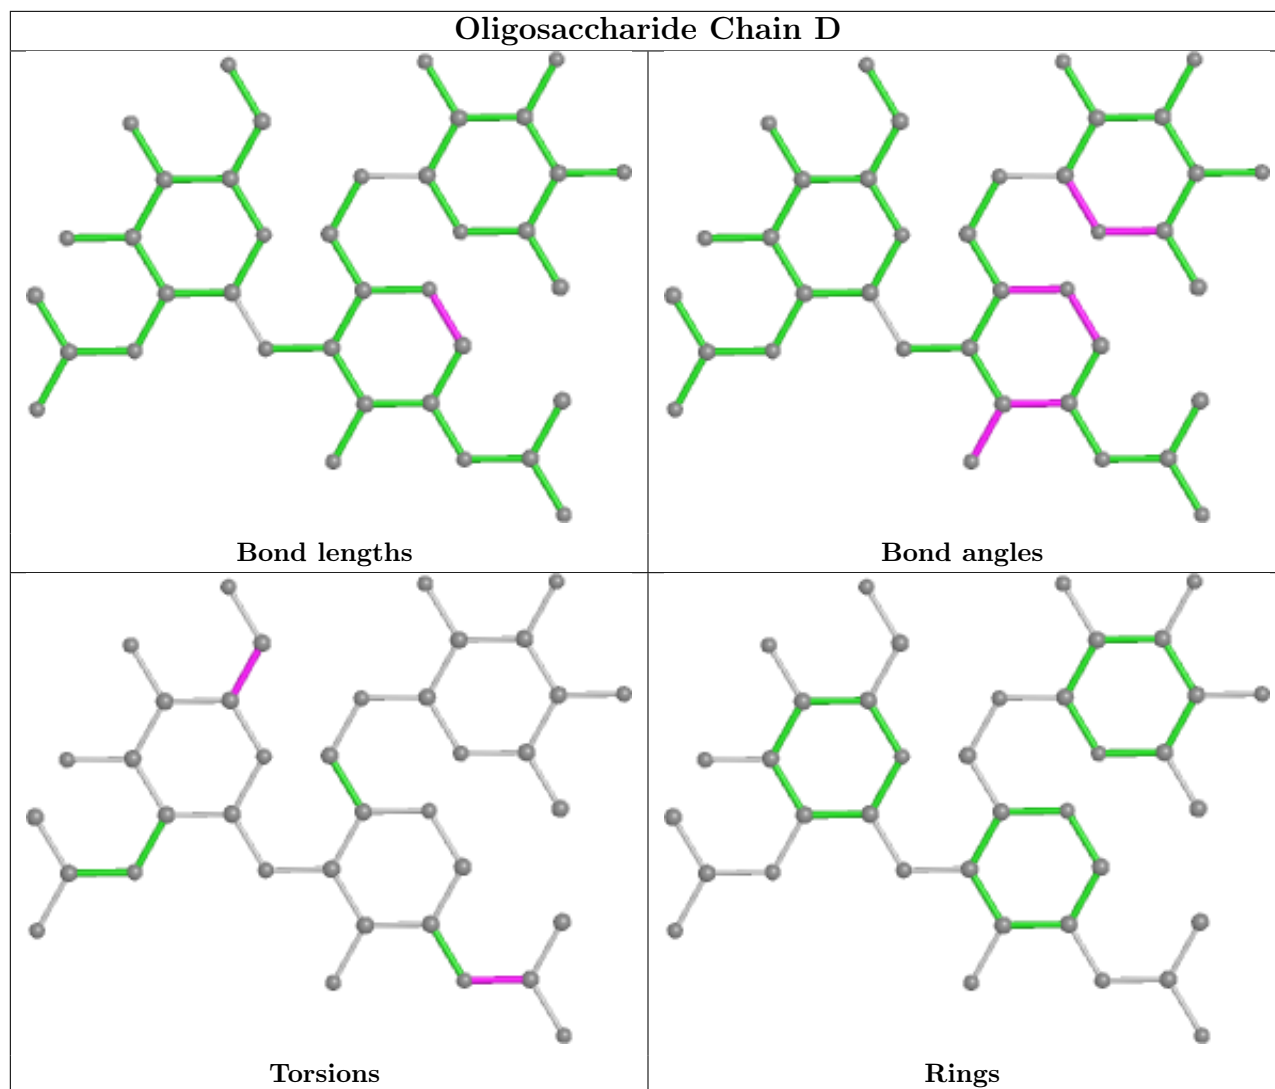 Oligosaccharide Chain D
Bond lengths
Bond angles
Torsions
Rings